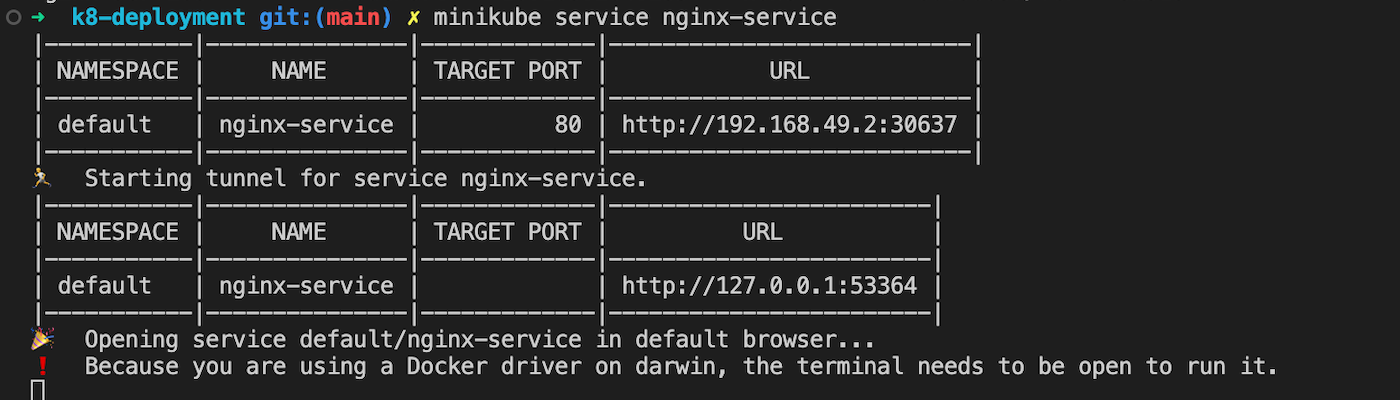 ➜ k8-deployment git:(main) ✗ minikube service nginx-service
|-----------|---------------|-------------|---------------------------|
| NAMESPACE | NAME | TARGET PORT | URL |
|-----------|---------------|-------------|---------------------------|
| default | nginx-service | 80 | http://192.168.49.2:30637 |
|-----------|---------------|-------------|---------------------------|
🏃 Starting tunnel for service nginx-service.
|-----------|---------------|-------------|------------------------|
| NAMESPACE | NAME | TARGET PORT | URL |
|-----------|---------------|-------------|------------------------|
| default | nginx-service | | http://127.0.0.1:53364 |
|-----------|---------------|-------------|------------------------|
🎉 Opening service default/nginx-service in default browser...
❗ Because you are using a Docker driver on darwin, the terminal needs to be open to run it.